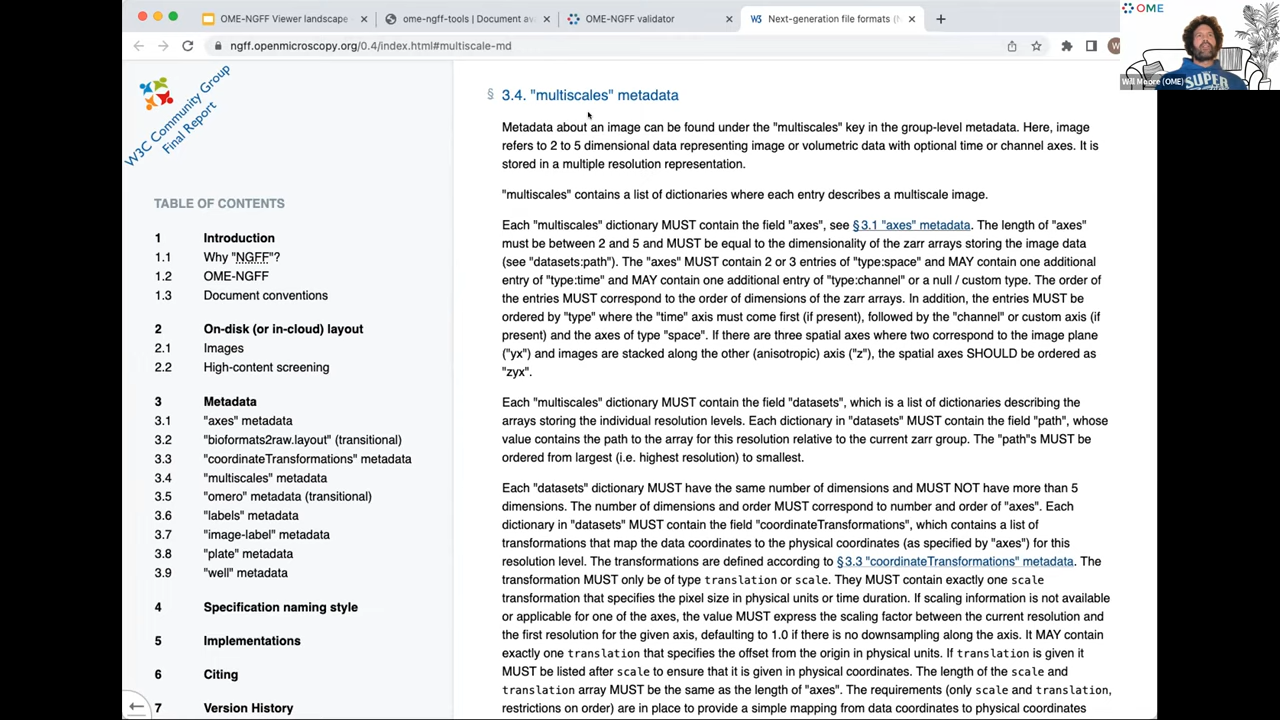 OME-NGFF Viewer landscape
ome-ngff-tools | Document av
OME-NGFF validator
Next-generation file formats (N
ngff.openmicroscopy.org/0.4/index.html#multiscale-md
OME
Will Moore (OME)
SUPER
W3C Community Group
Final Report
TABLE OF CONTENTS
1 Introduction
1.1 Why "NGFF"?
1.2 OME-NGFF
1.3 Document conventions
2 On-disk (or in-cloud) layout
2.1 Images
2.2 High-content screening
3 Metadata
3.1 "axes" metadata
3.2 "bioformats2raw.layout" (transitional)
3.3 "coordinateTransformations" metadata
3.4 "multiscales" metadata
3.5 "omero" metadata (transitional)
3.6 "labels" metadata
3.7 "image-label" metadata
3.8 "plate" metadata
3.9 "well" metadata
4 Specification naming style
5 Implementations
6 Citing
7 Version History
§ 3.4. "multiscales" metadata
Metadata about an image can be found under the "multiscales" key in the group-level metadata. Here, image
refers to 2 to 5 dimensional data representing image or volumetric data with optional time or channel axes. It is
stored in a multiple resolution representation.
"multiscales" contains a list of dictionaries where each entry describes a multiscale image.
Each "multiscales" dictionary MUST contain the field "axes", see § 3.1 "axes" metadata. The length of "axes"
must be between 2 and 5 and MUST be equal to the dimensionality of the zarr arrays storing the image data
(see "datasets:path"). The "axes" MUST contain 2 or 3 entries of "type:space" and MAY contain one additional
entry of "type:time" and MAY contain one additional entry of "type:channel" or a null / custom type. The order of
the entries MUST correspond to the order of dimensions of the zarr arrays. In addition, the entries MUST be
ordered by "type" where the "time" axis must come first (if present), followed by the "channel" or custom axis (if
present) and the axes of type "space". If there are three spatial axes where two correspond to the image plane
("yx") and images are stacked along the other (anisotropic) axis ("z"), the spatial axes SHOULD be ordered as
"zyx".
Each "multiscales" dictionary MUST contain the field "datasets", which is a list of dictionaries describing the
arrays storing the individual resolution levels. Each dictionary in "datasets" MUST contain the field "path", whose
value contains the path to the array for this resolution relative to the current zarr group. The "path"s MUST be
ordered from largest (i.e. highest resolution) to smallest.
Each "datasets" dictionary MUST have the same number of dimensions and MUST NOT have more than 5
dimensions. The number of dimensions and order MUST correspond to number and order of "axes". Each
dictionary in "datasets" MUST contain the field "coordinateTransformations", which contains a list of
transformations that map the data coordinates to the physical coordinates (as specified by "axes") for this
resolution level. The transformations are defined according to § 3.3 "coordinateTransformations" metadata. The
transformation MUST only be of type translation or scale. They MUST contain exactly one scale
transformation that specifies the pixel size in physical units or time duration. If scaling information is not available
or applicable for one of the axes, the value MUST express the scaling factor between the current resolution and
the first resolution for the given axis, defaulting to 1.0 if there is no downsampling along the axis. It MAY contain
exactly one translation that specifies the offset from the origin in physical units. If translation is given it
MUST be listed after scale to ensure that it is given in physical coordinates. The length of the scale and
translation array MUST be the same as the length of "axes". The requirements (only scale and translation,
restrictions on order) are in place to provide a simple mapping from data coordinates to physical coordinates